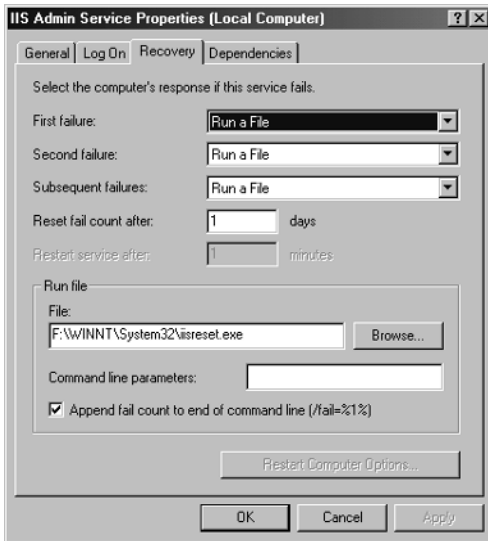 IIS Admin Service Properties (Local Computer)
General Log On Recovery Dependencies
Select the computer's response if this service fails.
First failure: Run a File
Second failure: Run a File
Subsequent failures: Run a File
Reset fail count after: 1 days
Restart service after: 1 minutes
Run file
File:
F:\WINNT\System32\iisreset.exe Browse...
Command line parameters:
Append fail count to end of command line (/fail=%1%)
Restart Computer Options...
OK Cancel Apply